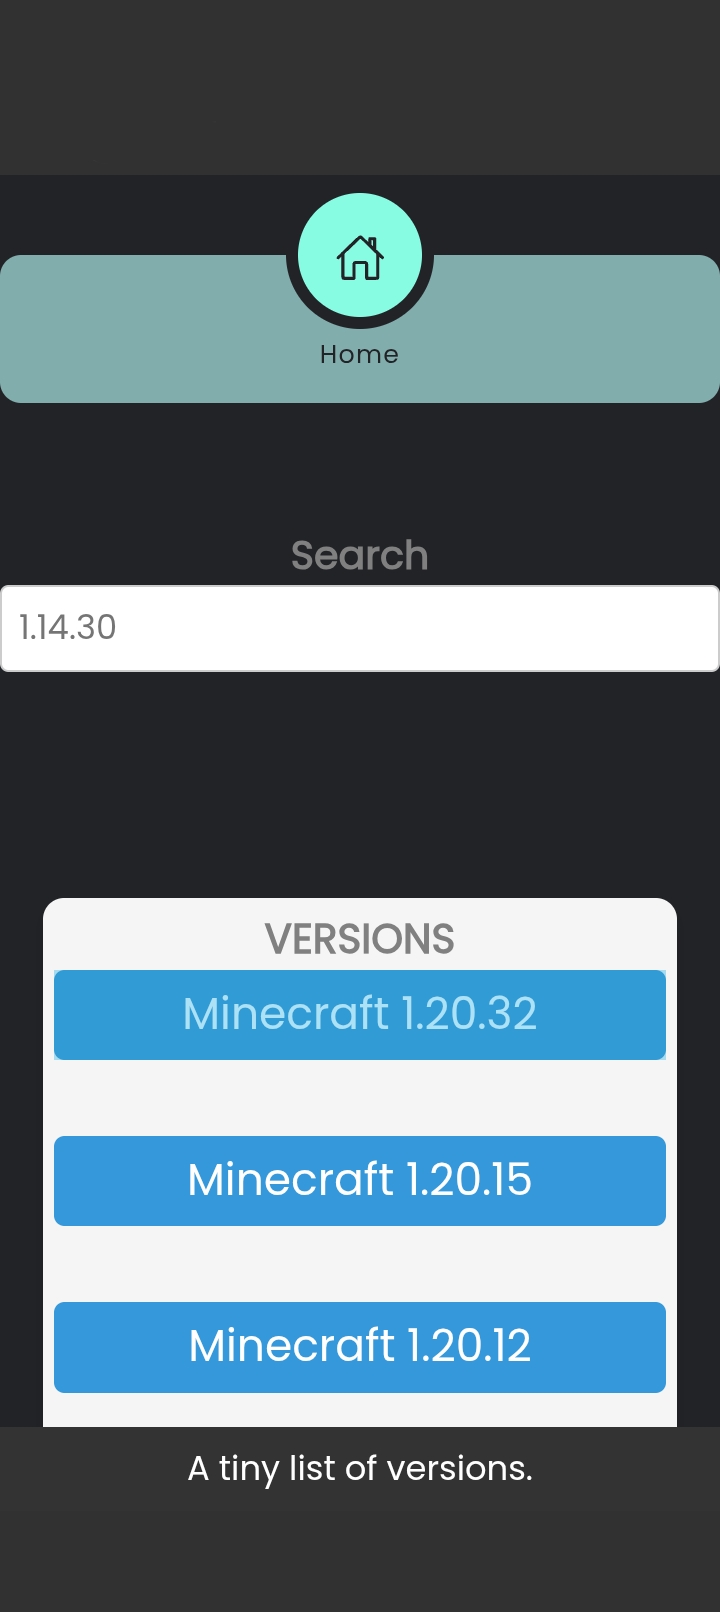 Home
Search
1.14.30
VERSIONS
Minecraft 1.20.32
Minecraft 1.20.15
Minecraft 1.20.12
A tiny list of versions.